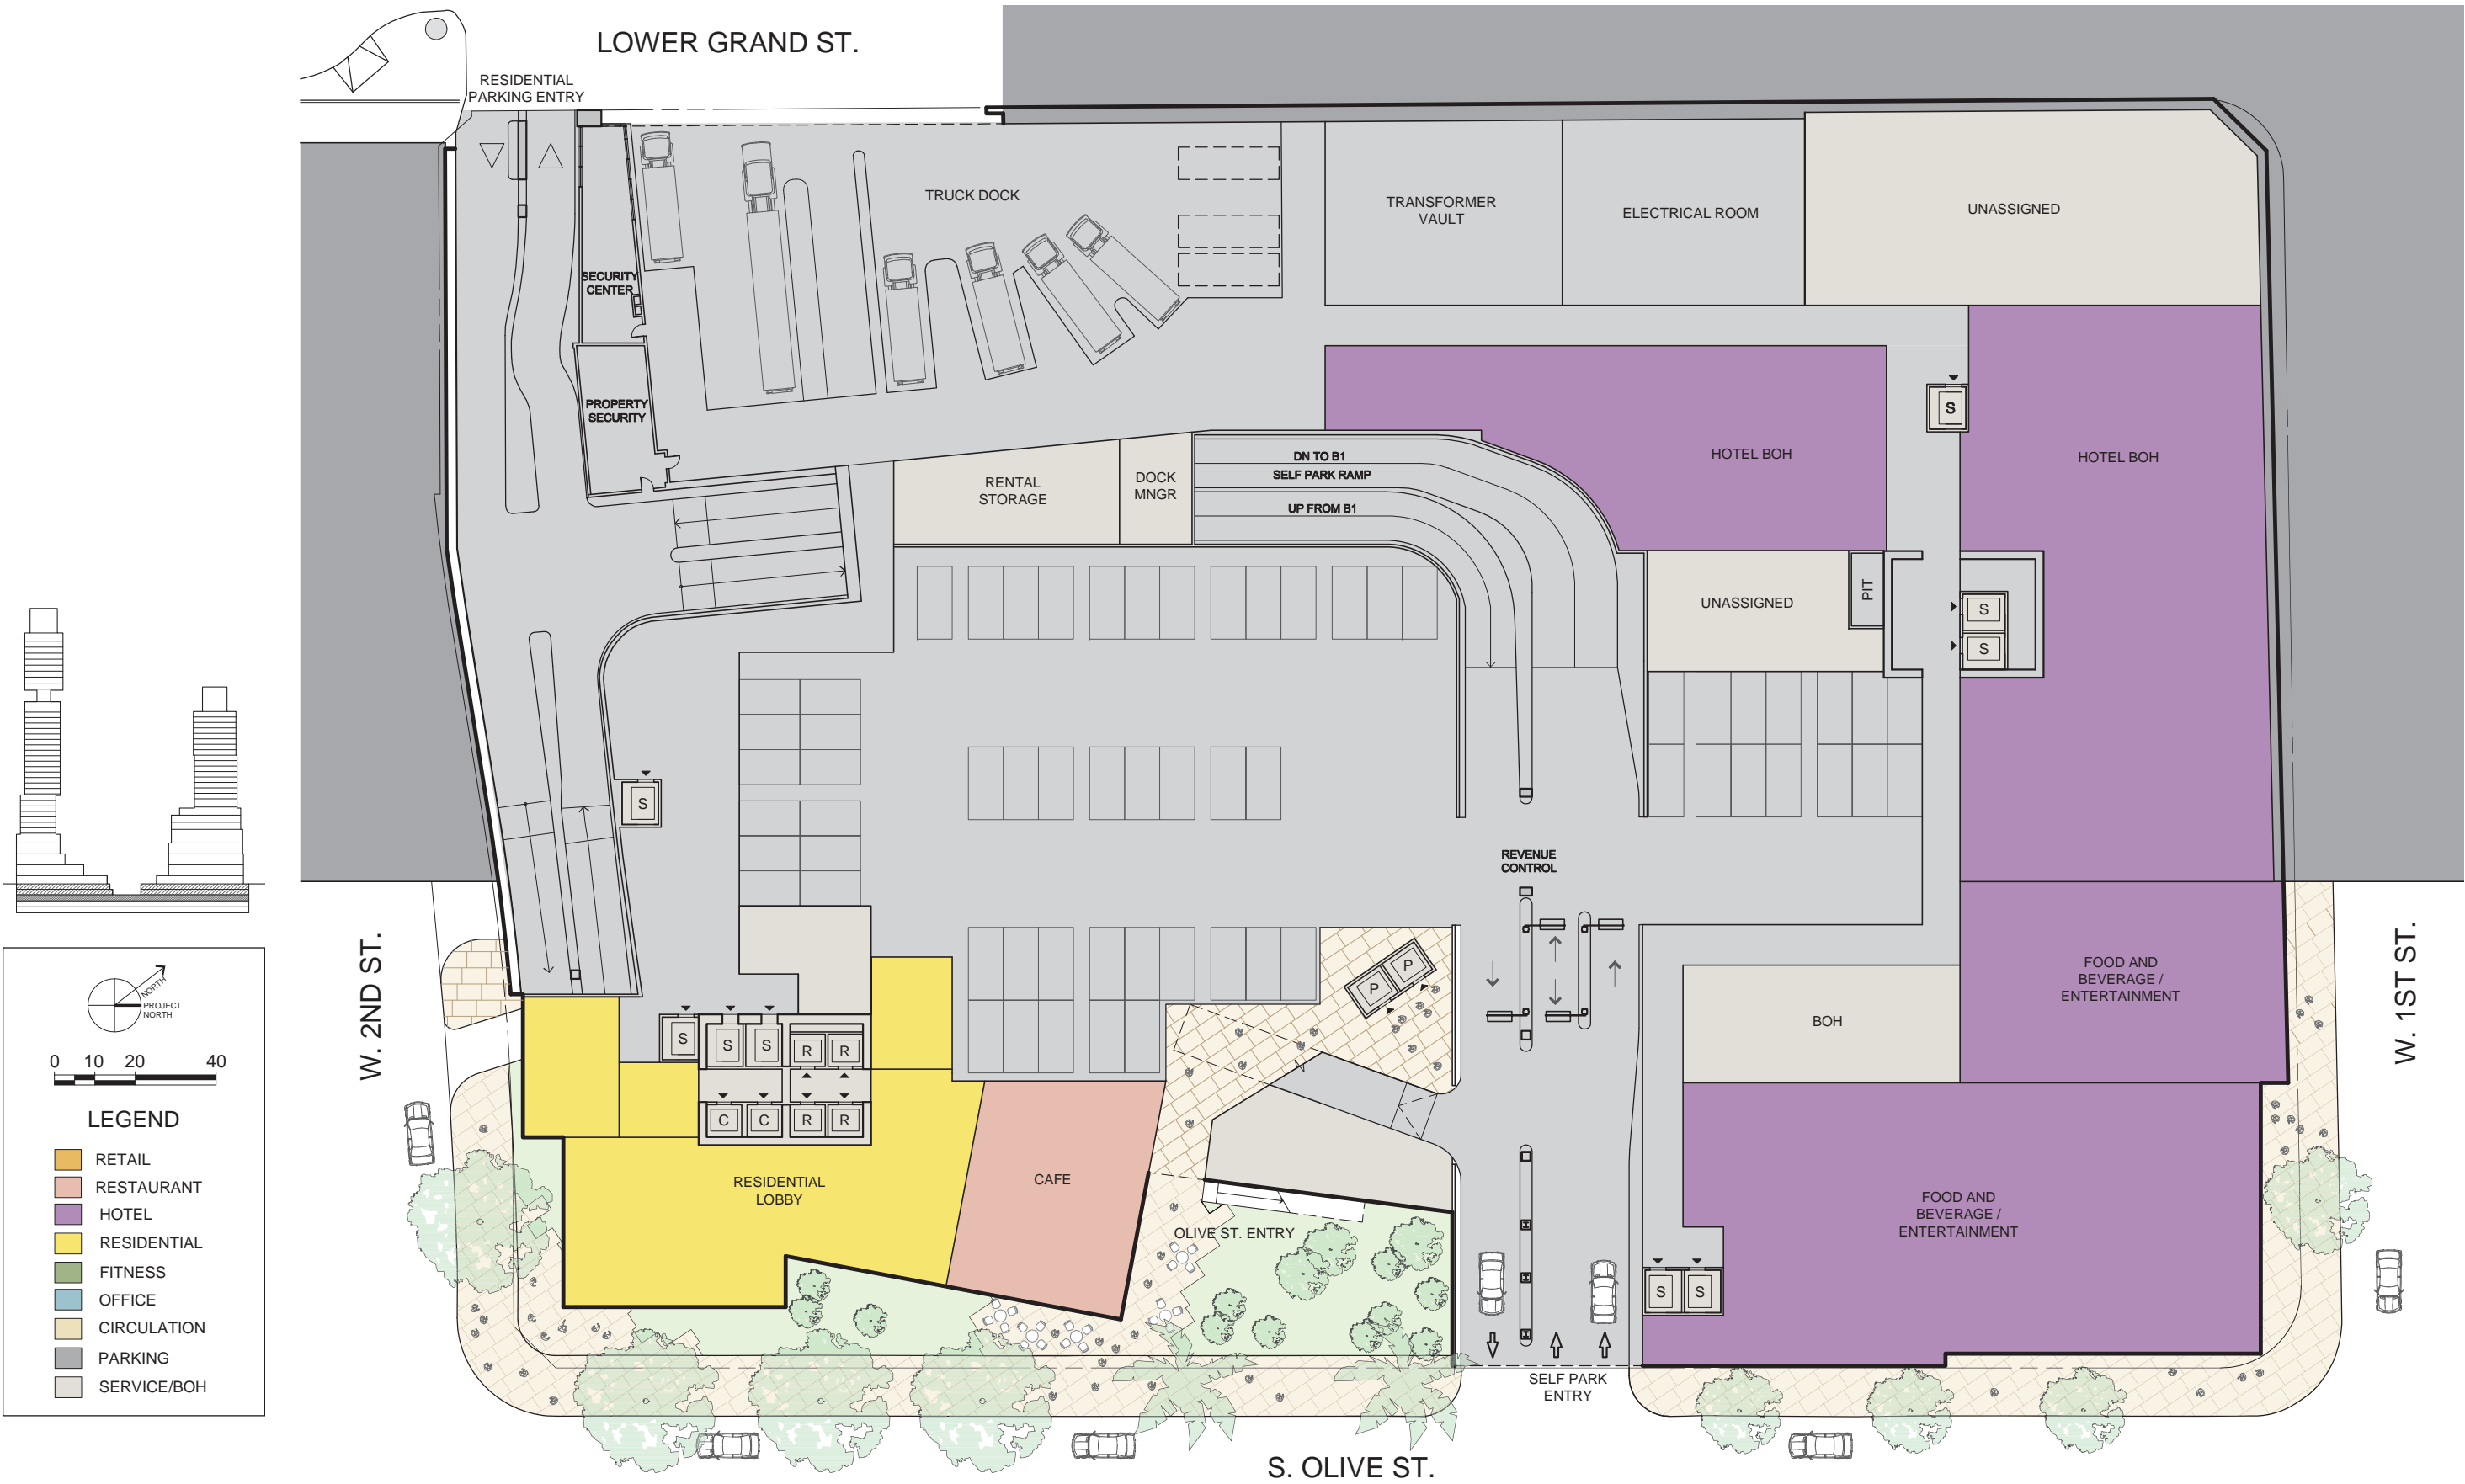 LOWER GRAND ST.
RESIDENTIAL
PARKING ENTRY
TRUCK DOCK
TRANSFORMER
VAULT
ELECTRICAL ROOM
UNASSIGNED
SECURITY
CENTER
PROPERTY
SECURITY
S
HOTEL BOH
HOTEL BOH
DN TO B1
SELF PARK RAMP
UP FROM B1
RENTAL
STORAGE
DOCK
MNGR
UNASSIGNED
PIT
S
S
S
REVENUE
CONTROL
W. 2ND ST.
W. 1ST ST.
P
P
FOOD AND
BEVERAGE /
ENTERTAINMENT
BOH
S
S
S
R
R
C
C
R
R
RESIDENTIAL
LOBBY
CAFE
OLIVE ST. ENTRY
FOOD AND
BEVERAGE /
ENTERTAINMENT
S
S
SELF PARK
ENTRY
S. OLIVE ST.
NORTH
PROJECT
NORTH
0 10 20 40
LEGEND
RETAIL
RESTAURANT
HOTEL
RESIDENTIAL
FITNESS
OFFICE
CIRCULATION
PARKING
SERVICE/BOH